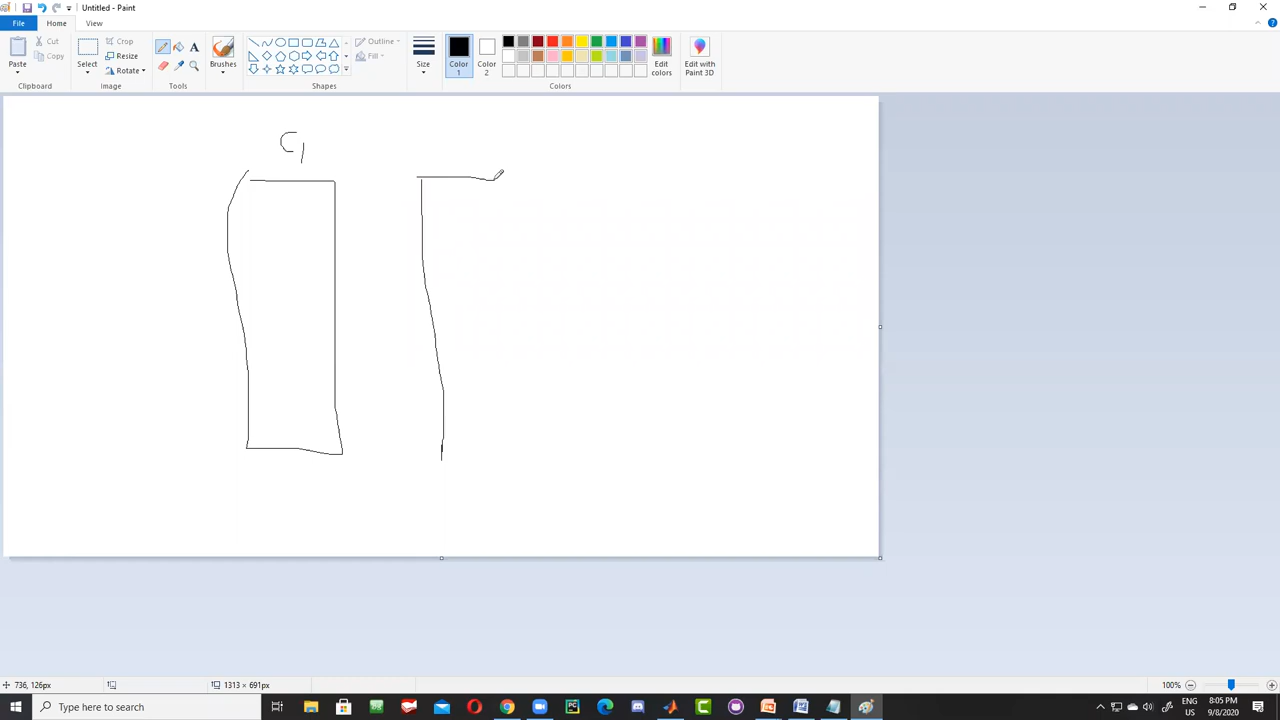 Untitled - Paint
File Home View
Paste
Cut
Copy
Clipboard
Select
Crop
Resize
Rotate
Image
A
Tools
Brushes
Outline
Fill
Shapes
Size
Color 1
Color 2
Edit colors
Edit with Paint 3D
Colors
C1
736, 126px
1313 × 691px
100%
Type here to search
PC
ENG
US
8:05 PM
9/8/2020